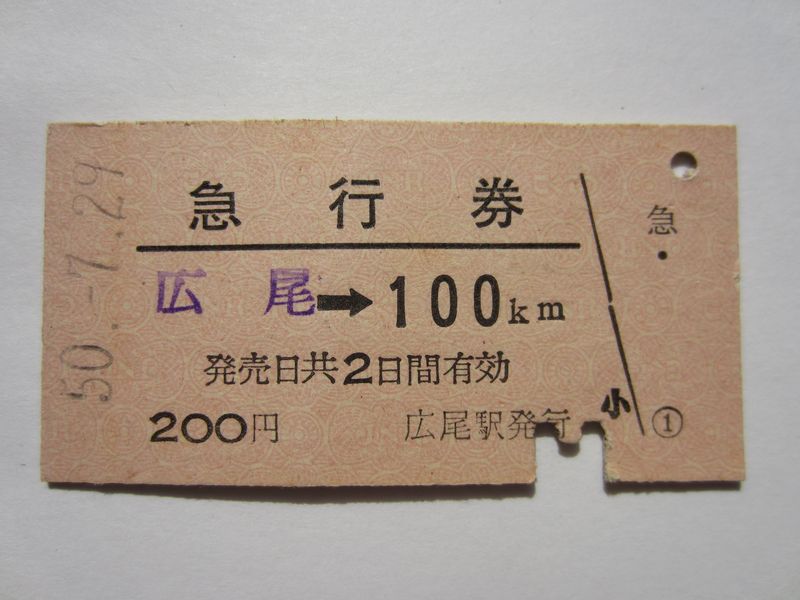 50.-7.29
急行券
広尾→100km
発売日共2日間有効
200円 広尾駅発行
小
急・
①